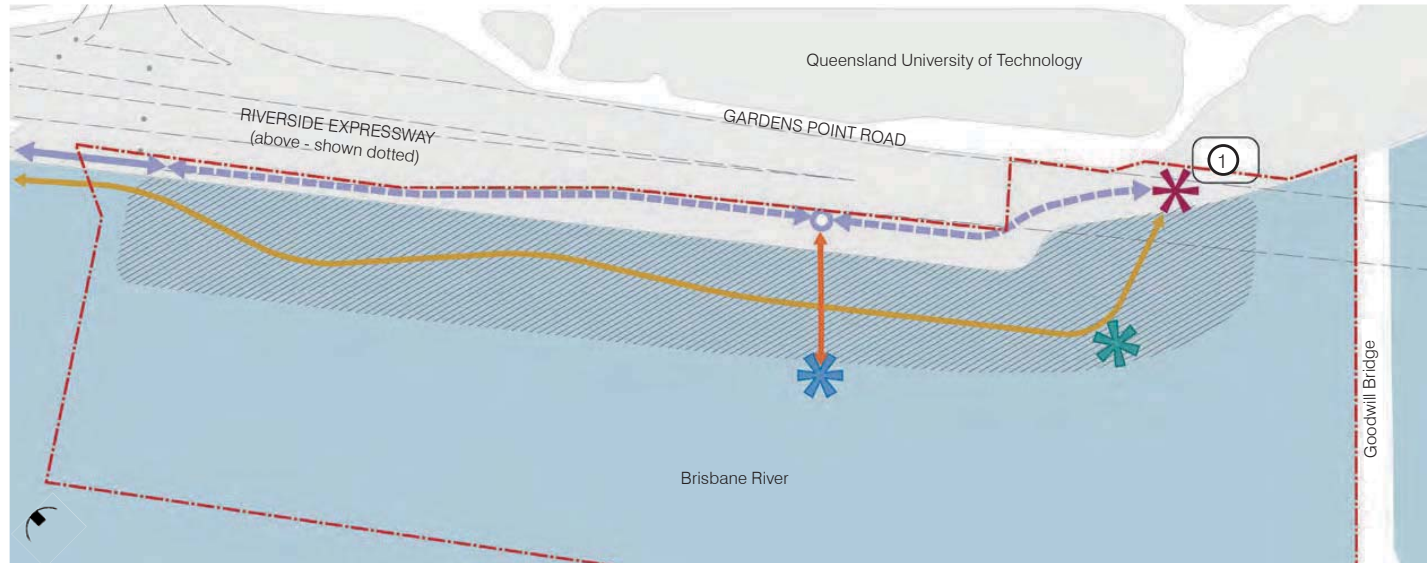 Queensland University of Technology
RIVERSIDE EXPRESSWAY
(above - shown dotted)
GARDENS POINT ROAD
1
Goodwill Bridge
Brisbane River